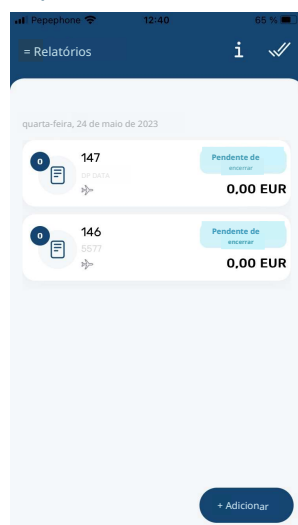 Pepephone 12:40 65 %
= Relatórios i
quarta-feira, 24 de maio de 2023
0 147 Pendente de
encerrar
OP DATA
0,00 EUR
0 146 Pendente de
encerrar
5577
0,00 EUR
+ Adicionar